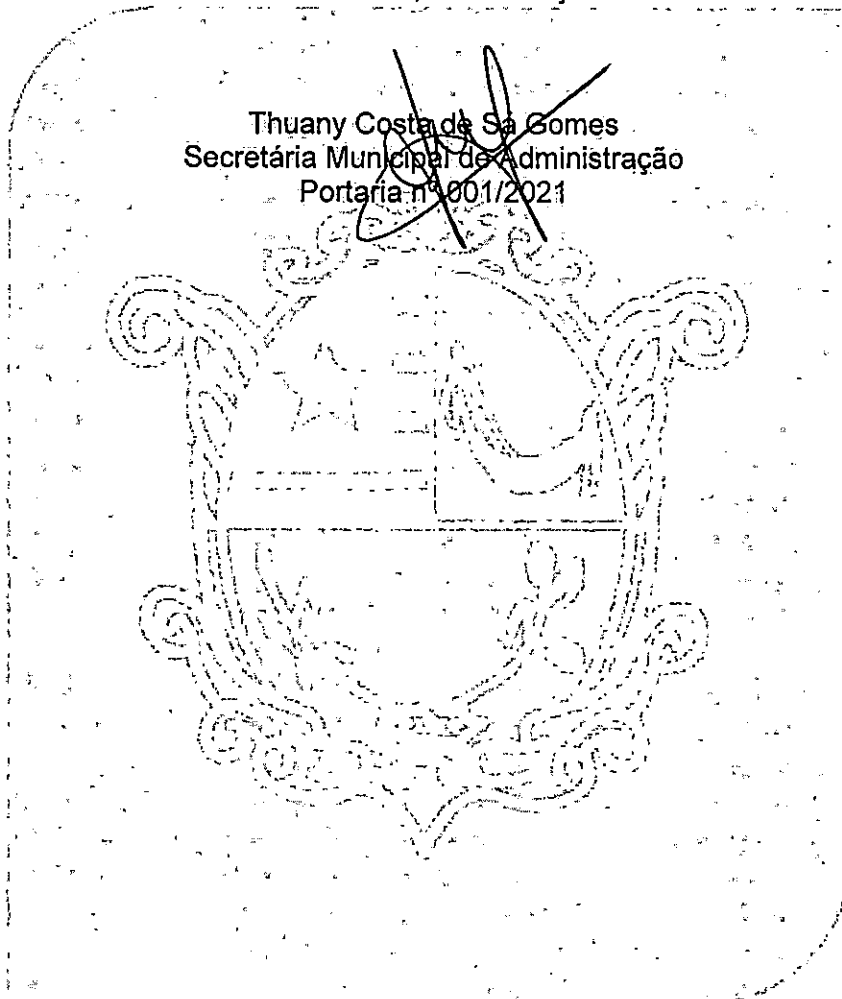 Thuany Costa de Sá Gomes
Secretária Municipal de Administração
Portaria nº 001/2021